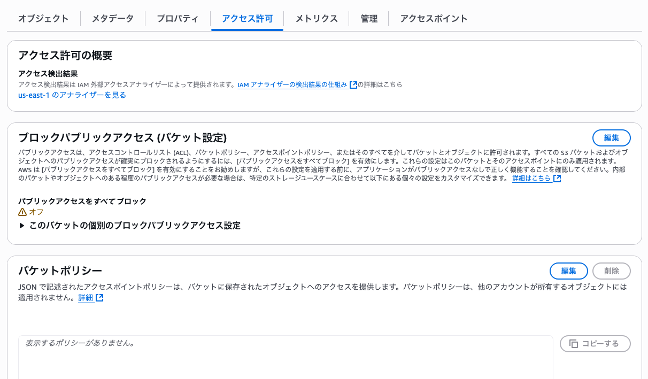 オブジェクト メタデータ プロパティ アクセス許可 メトリクス 管理 アクセスポイント
アクセス許可の概要
アクセス検出結果
アクセス検出結果は IAM 外部アクセスアナライザーによって提供されます。IAM アナライザーの検出結果の仕組み の詳細はこちら
us-east-1 のアナライザーを見る
ブロックパブリックアクセス (バケット設定)
編集
パブリックアクセスは、アクセスコントロールリスト (ACL)、バケットポリシー、アクセスポイントポリシー、またはそのすべてを介してバケットとオブジェクトに許可されます。すべての S3 バケットおよびオブ
ジェクトへのパブリックアクセスが確実にブロックされるようにするには、[パブリックアクセスをすべてブロック] を有効にします。これらの設定はこのバケットとそのアクセスポイントにのみ適用されます。
AWS は [パブリックアクセスをすべてブロック] を有効にすることをお勧めしますが、これらの設定を適用する前に、アプリケーションがパブリックアクセスなしで正しく機能することを確認してください。内部
のバケットやオブジェクトへのある程度のパブリックアクセスが必要な場合は、特定のストレージユースケースに合わせて以下にある個々の設定をカスタマイズできます。 詳細はこちら
パブリックアクセスをすべて ブロック
オフ
このバケットの個別のブロックパブリックアクセス設定
バケットポリシー
編集 削除
JSON で記述されたアクセスポイントポリシーは、バケットに保存されたオブジェクトへのアクセスを提供します。バケットポリシーは、他のアカウントが所有するオブジェクトには
適用されません。詳細
表示するポリシーがありません。
コピーする